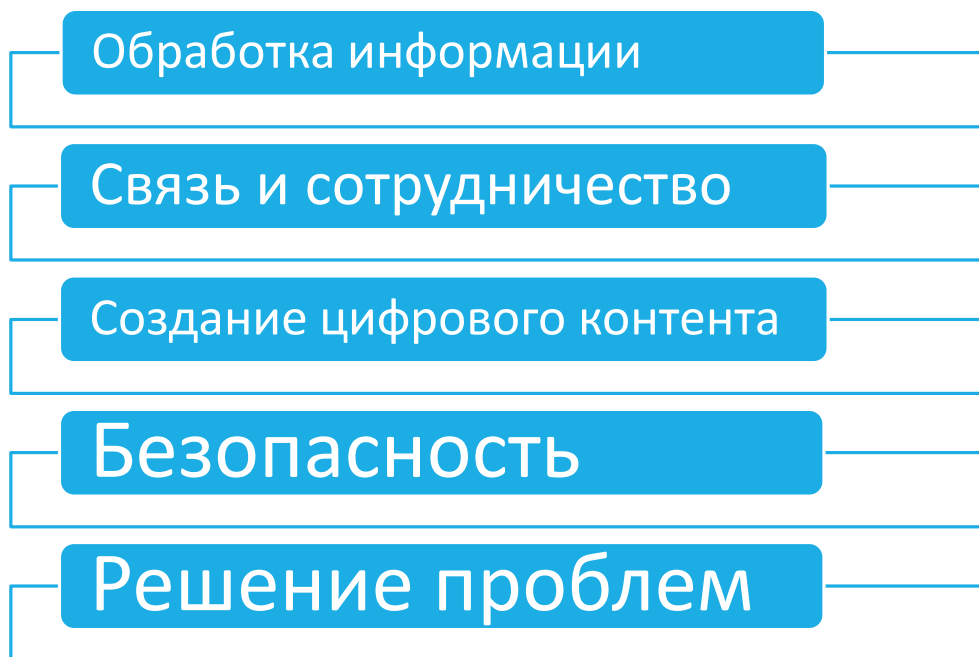 Обработка информации
Связь и сотрудничество
Создание цифрового контента
Безопасность
Решение проблем